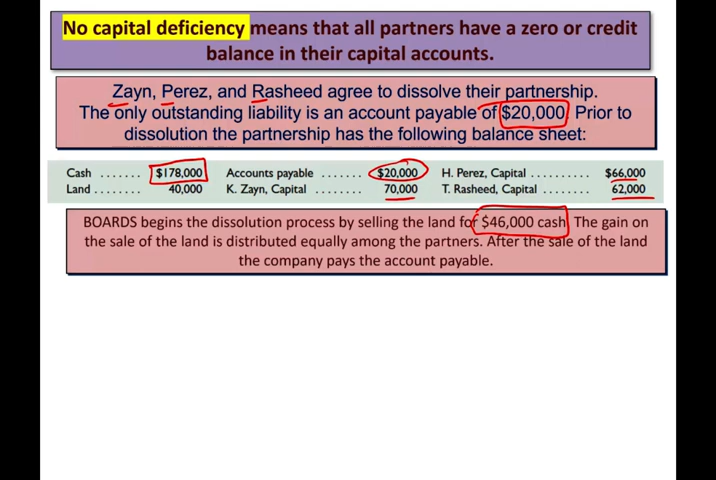 No capital deficiency means that all partners have a zero or credit
balance in their capital accounts.
Zayn, Perez, and Rasheed agree to dissolve their partnership.
The only outstanding liability is an account payable of $20,000. Prior to
dissolution the partnership has the following balance sheet:
Cash ....... $178,000 Accounts payable ....... $20,000 H. Perez, Capital .......... $66,000
Land ........ 40,000 K. Zayn, Capital ........ 70,000 T. Rasheed, Capital ........ 62,000
BOARDS begins the dissolution process by selling the land for $46,000 cash. The gain on
the sale of the land is distributed equally among the partners. After the sale of the land
the company pays the account payable.